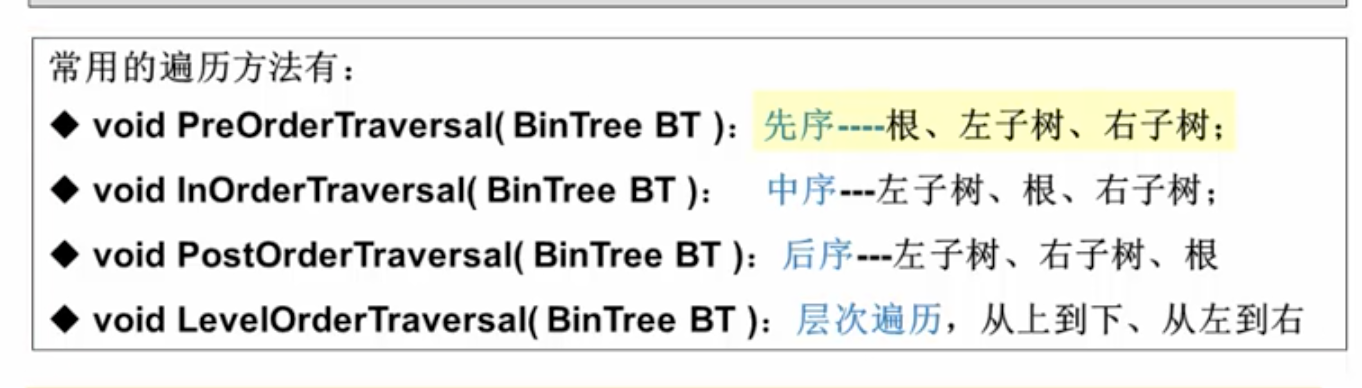 常用的遍历方法有：
◆ void PreOrderTraversal( BinTree BT )：先序----根、左子树、右子树；
◆ void InOrderTraversal( BinTree BT )： 中序---左子树、根、右子树；
◆ void PostOrderTraversal( BinTree BT )：后序---左子树、右子树、根
◆ void LevelOrderTraversal( BinTree BT )：层次遍历，从上到下、从左到右